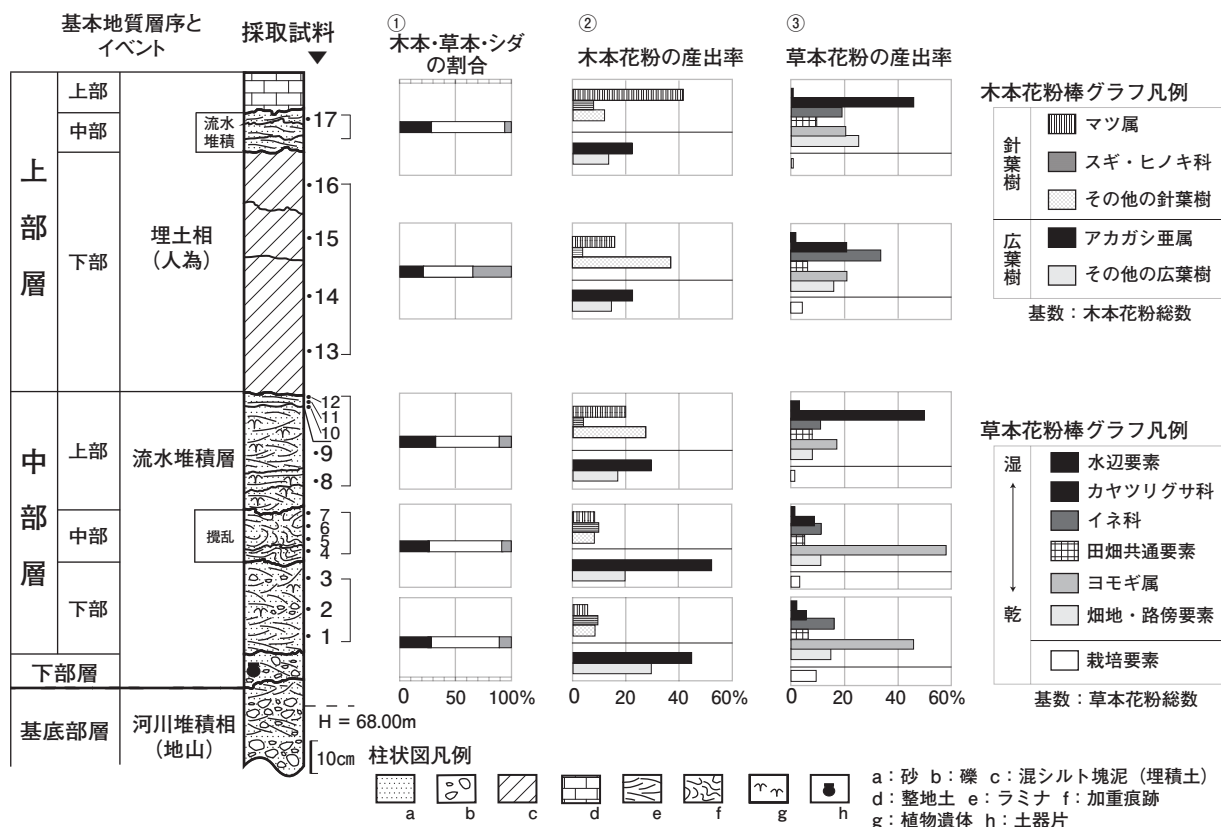 基本地質層序と
イベント
採取試料
①
木本・草本・シダ
の割合
②
木本花粉の産出率
③
草本花粉の産出率
上部層
上部
中部
下部
流水
堆積
埋土相
(人為)
17
16
15
14
13
中部層
上部
中部
下部
流水堆積層
攪乱
12
11
10
9
8
7
6
5
4
3
2
1
下部層
基底部層
河川堆積相
(地山)
H = 68.00m
10㎝
0 50 100%
0 20 40 60%
0 20 40 60%
木本花粉棒グラフ凡例
針葉樹
マツ属
スギ・ヒノキ科
その他の針葉樹
広葉樹
アカガシ亜属
その他の広葉樹
基数：木本花粉総数
草本花粉棒グラフ凡例
湿
乾
水辺要素
カヤツリグサ科
イネ科
田畑共通要素
ヨモギ属
畑地・路傍要素
栽培要素
基数：草本花粉総数
柱状図凡例
a b c d e f g h
a：砂 b：礫 c：混シルト塊泥（埋積土）
d：整地土 e：ラミナ f：加重痕跡
g：植物遺体 h：土器片